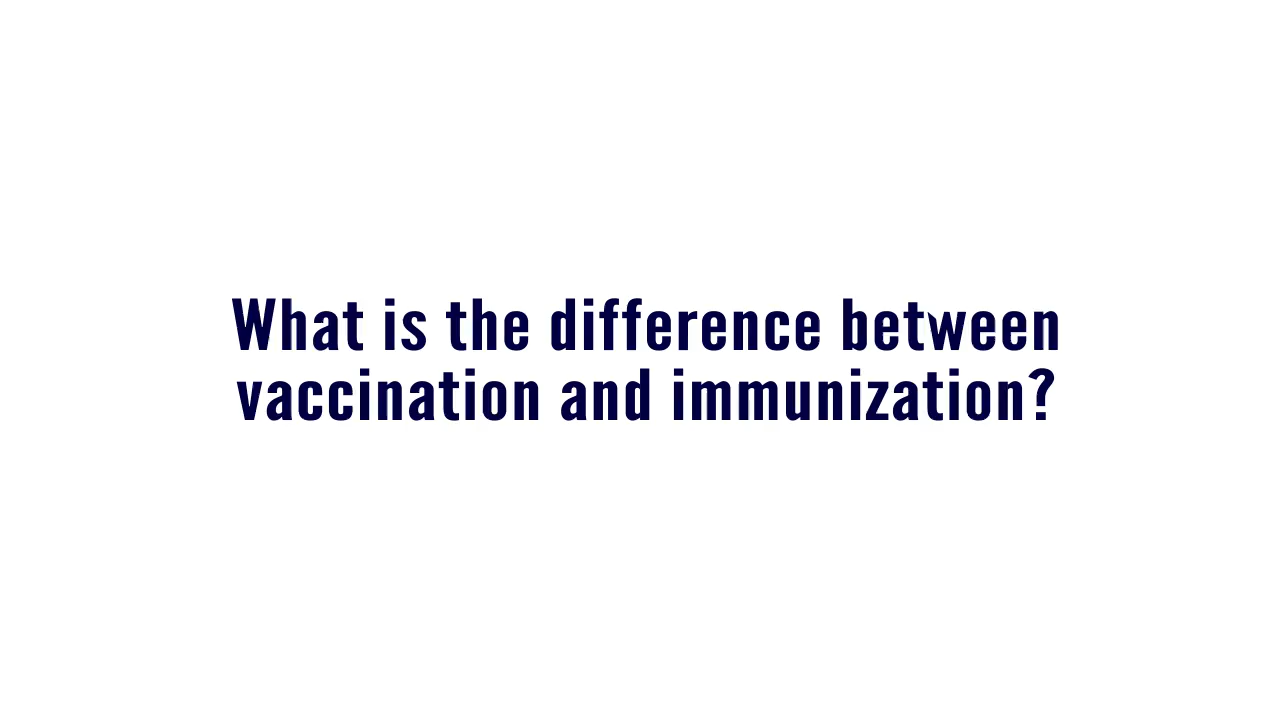 What is the difference between
vaccination and immunization?